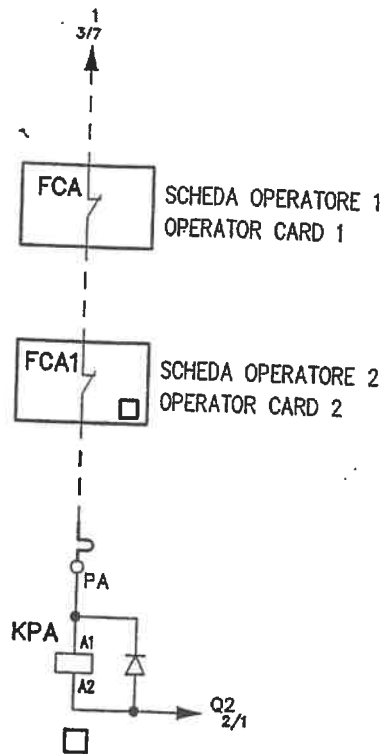 1
3/7
FCA
SCHEDA OPERATORE 1
OPERATOR CARD 1
FCA1
SCHEDA OPERATORE 2
OPERATOR CARD 2
PA
KPA
A1
A2
Q2
2/1